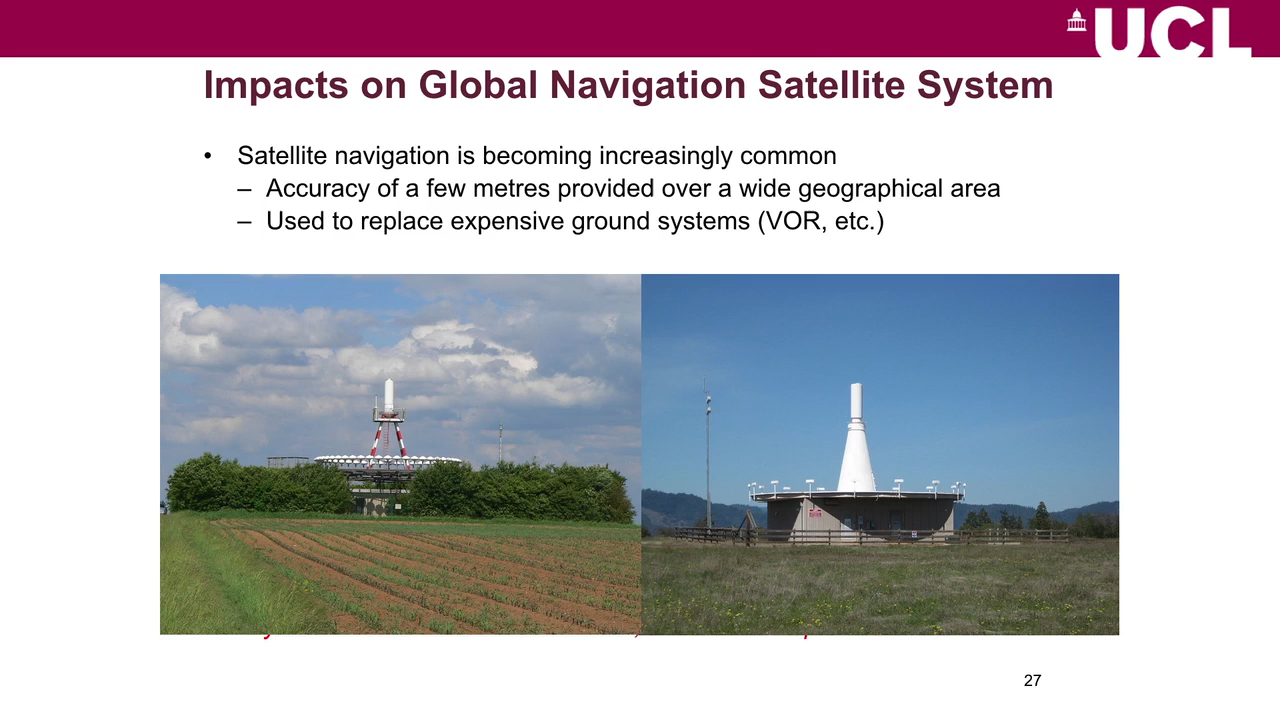 UCL
Impacts on Global Navigation Satellite System
• Satellite navigation is becoming increasingly common
– Accuracy of a few metres provided over a wide geographical area
– Used to replace expensive ground systems (VOR, etc.)
27